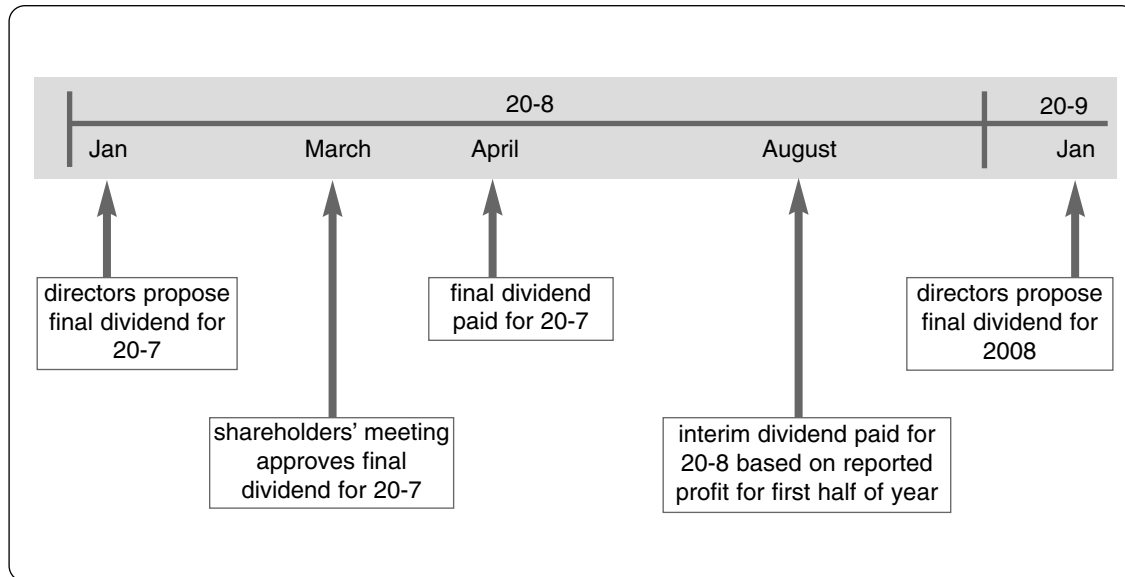 20-8
20-9
Jan
March
April
August
Jan
directors propose
final dividend for
20-7
final dividend
paid for 20-7
directors propose
final dividend for
2008
shareholders’ meeting
approves final
dividend for 20-7
interim dividend paid for
20-8 based on reported
profit for first half of year